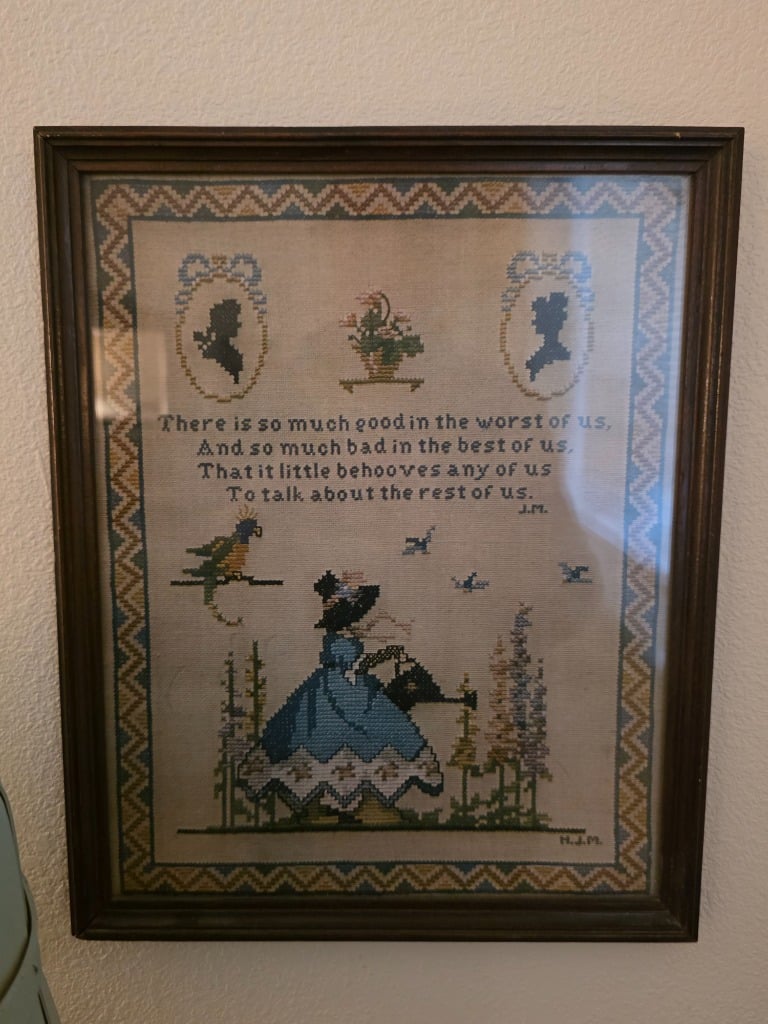 There is so much good in the worst of us,
And so much bad in the best of us,
That it little behooves any of us
To talk about the rest of us.
J.M.
H.J.M.